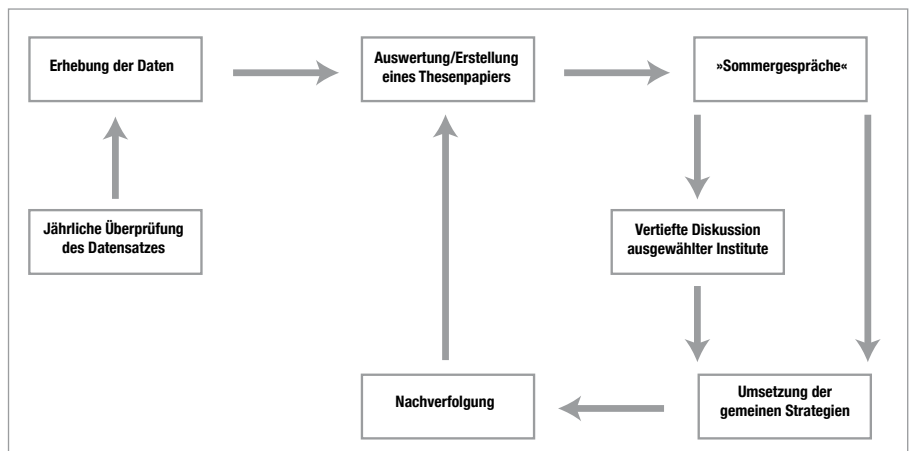 Erhebung der Daten
Auswertung/Erstellung
eines Thesenpapiers
»Sommergespräche«
Jährliche Überprüfung
des Datensatzes
Vertiefte Diskussion
ausgewählter Institute
Nachverfolgung
Umsetzung der
gemeinen Strategien